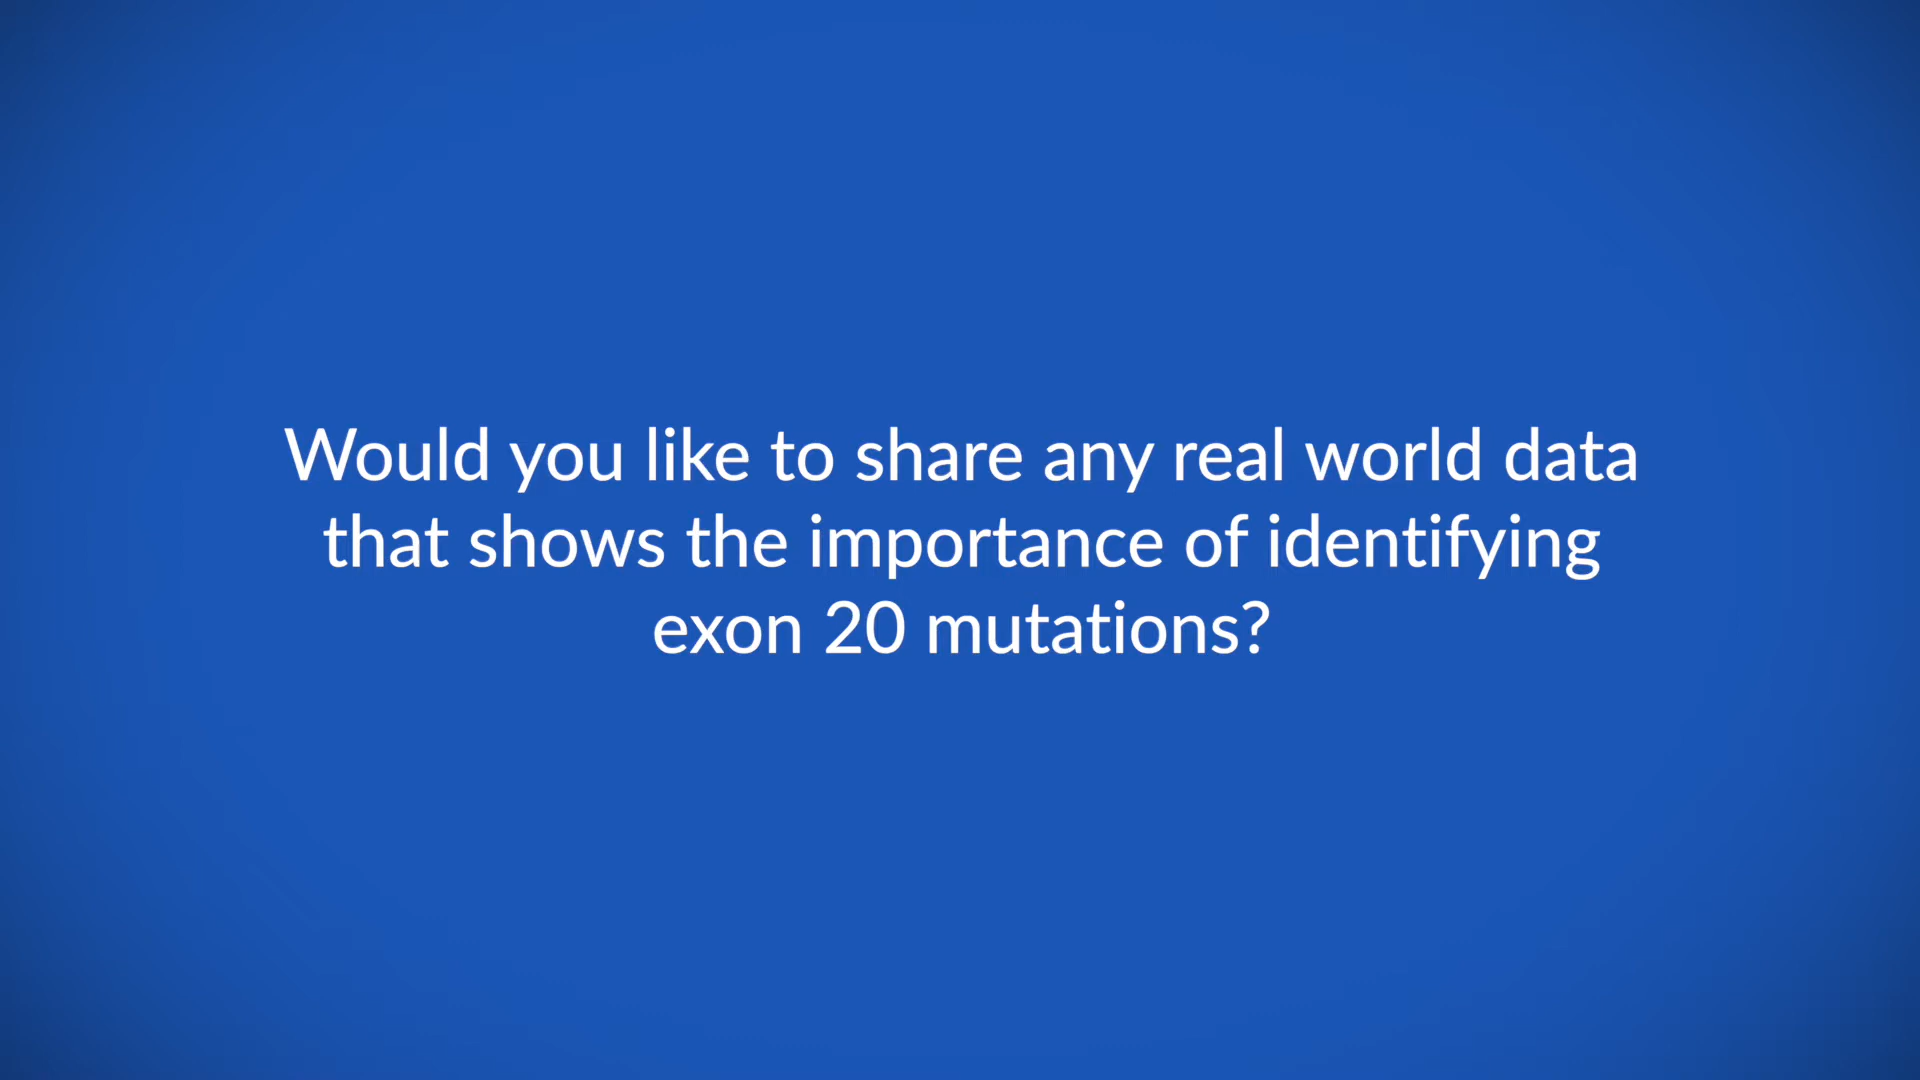 Would you like to share any real world data
that shows the importance of identifying
exon 20 mutations?